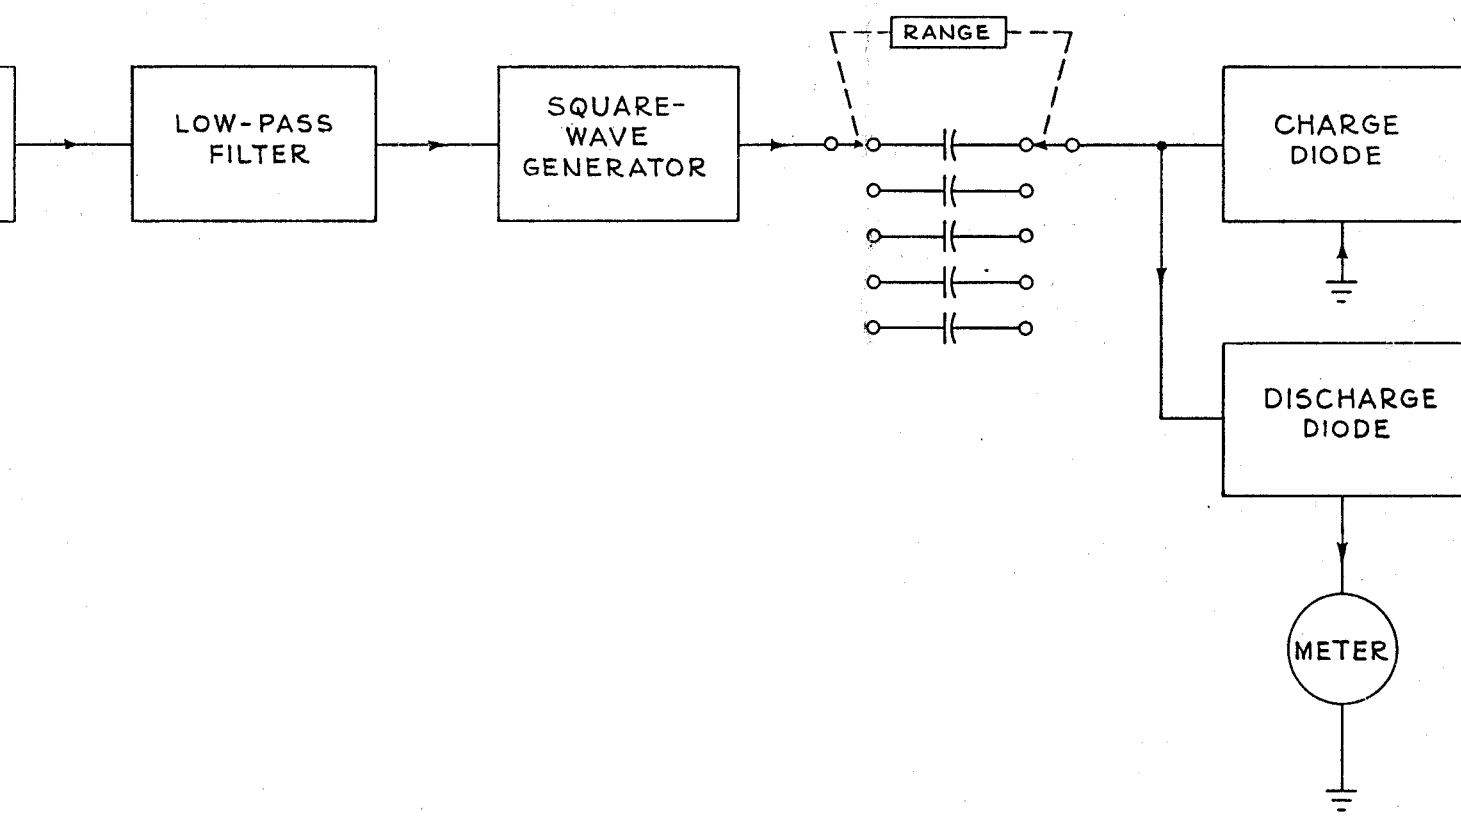 RANGE
LOW-PASS
FILTER
SQUARE-
WAVE
GENERATOR
CHARGE
DIODE
DISCHARGE
DIODE
METER